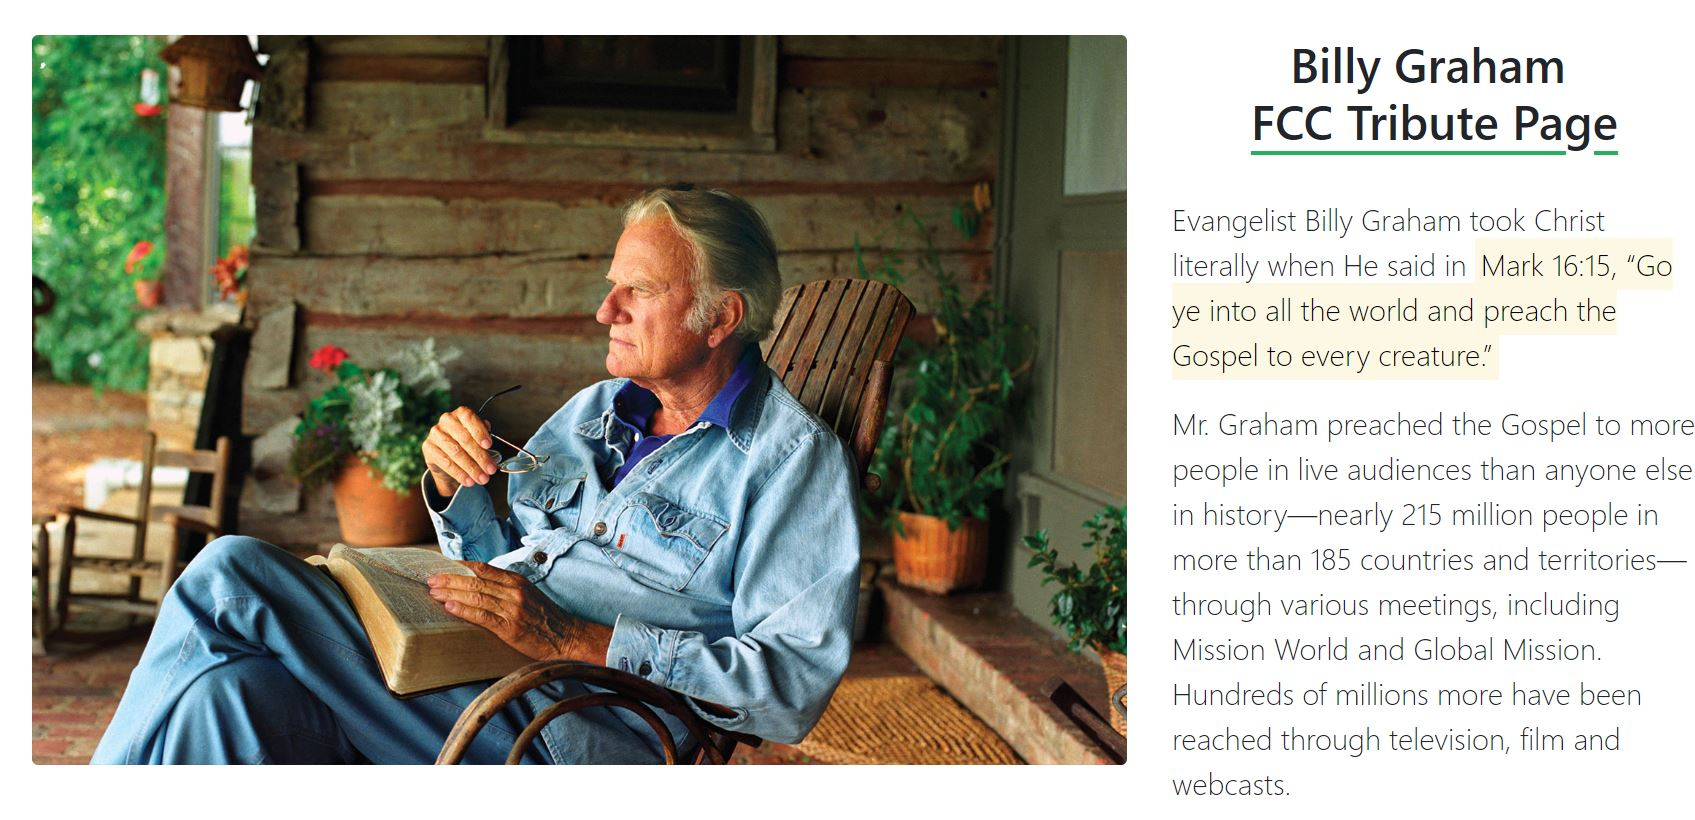 Billy Graham
FCC Tribute Page
Evangelist Billy Graham took Christ
literally when He said in Mark 16:15, “Go
ye into all the world and preach the
Gospel to every creature.”
Mr. Graham preached the Gospel to more
people in live audiences than anyone else
in history—nearly 215 million people in
more than 185 countries and territories—
through various meetings, including
Mission World and Global Mission.
Hundreds of millions more have been
reached through television, film and
webcasts.